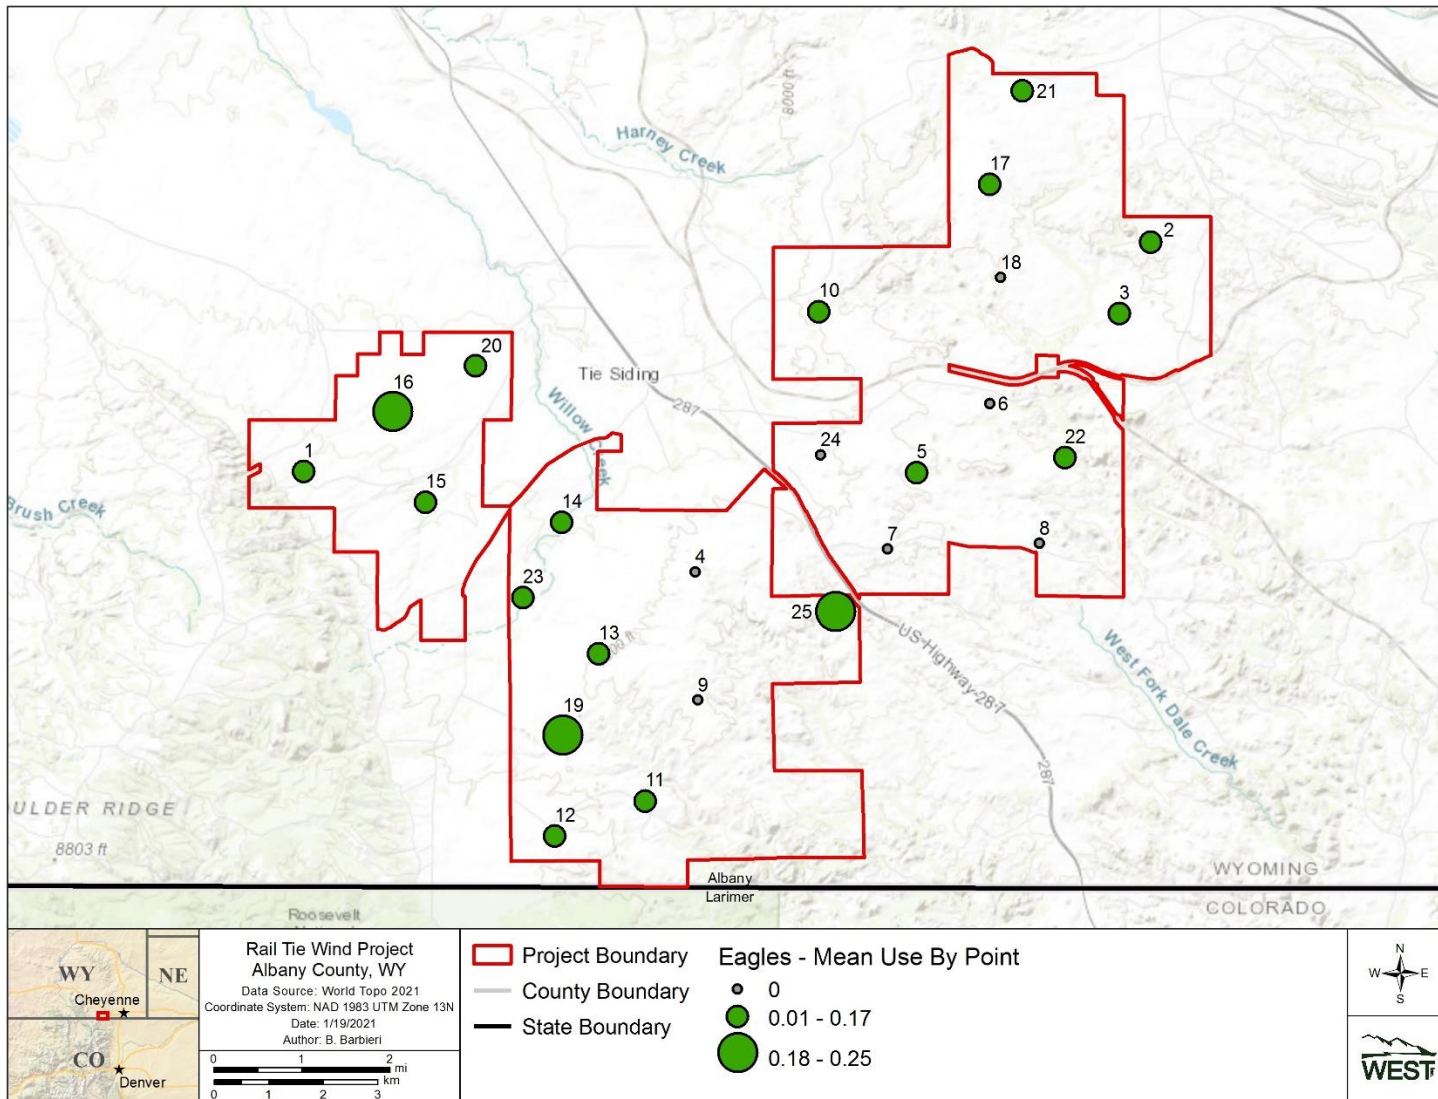 21
8000 ft
Harney Creek
17
2
18
10
3
20
Tie Siding
16
287
Willow Creek
6
24
22
5
1
15
Brush Creek
14
7
8
4
23
25
13
00 ft
US Highway 287
West Fork Dale Creek
9
19
287
11
12
OULDER RIDGE
8803 ft
WYOMING
Albany
Larimer
COLORADO
Roosevelt
WY
NE
Cheyenne
CO
Denver
Rail Tie Wind Project
Albany County, WY
Data Source: World Topo 2021
Coordinate System: NAD 1983 UTM Zone 13N
Date: 1/19/2021
Author: B. Barbieri
0 1 2
mi
km
0 1 2 3
Project Boundary
County Boundary
State Boundary
Eagles - Mean Use By Point
0
0.01 - 0.17
0.18 - 0.25
N
W E
S
WEST